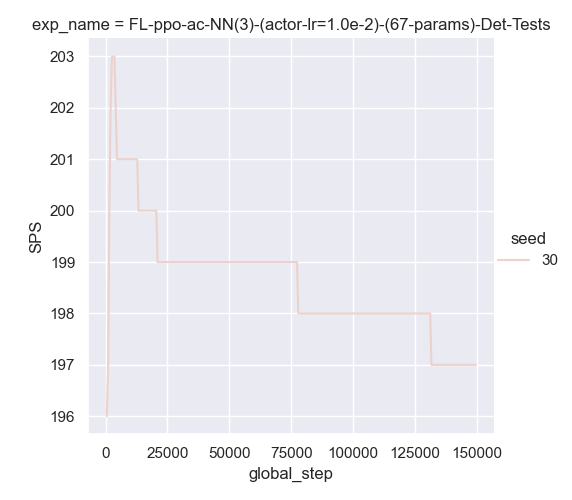 exp_name = FL-ppo-ac-NN(3)-(actor-lr=1.0e-2)-(67-params)-Det-Tests
203
202
201
200
199
198
197
196
SPS
0 25000 50000 75000 100000 125000 150000
global_step
seed
30